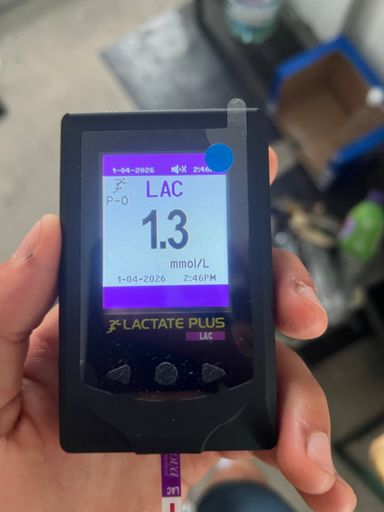 1-04-2026 2:46
LAC
P-0
1.3
mmol/L
1-04-2026 2:46PM
LACTATE PLUS
LAC
nova
LAC